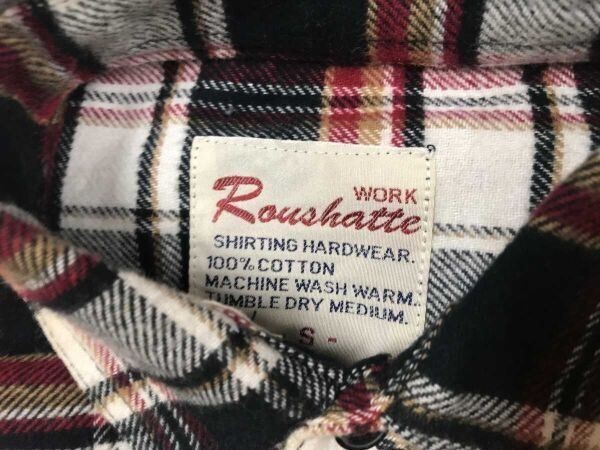 WORK
Roushatte
SHIRTING HARDWEAR.
100% COTTON
MACHINE WASH WARM.
TUMBLE DRY MEDIUM.
- S -